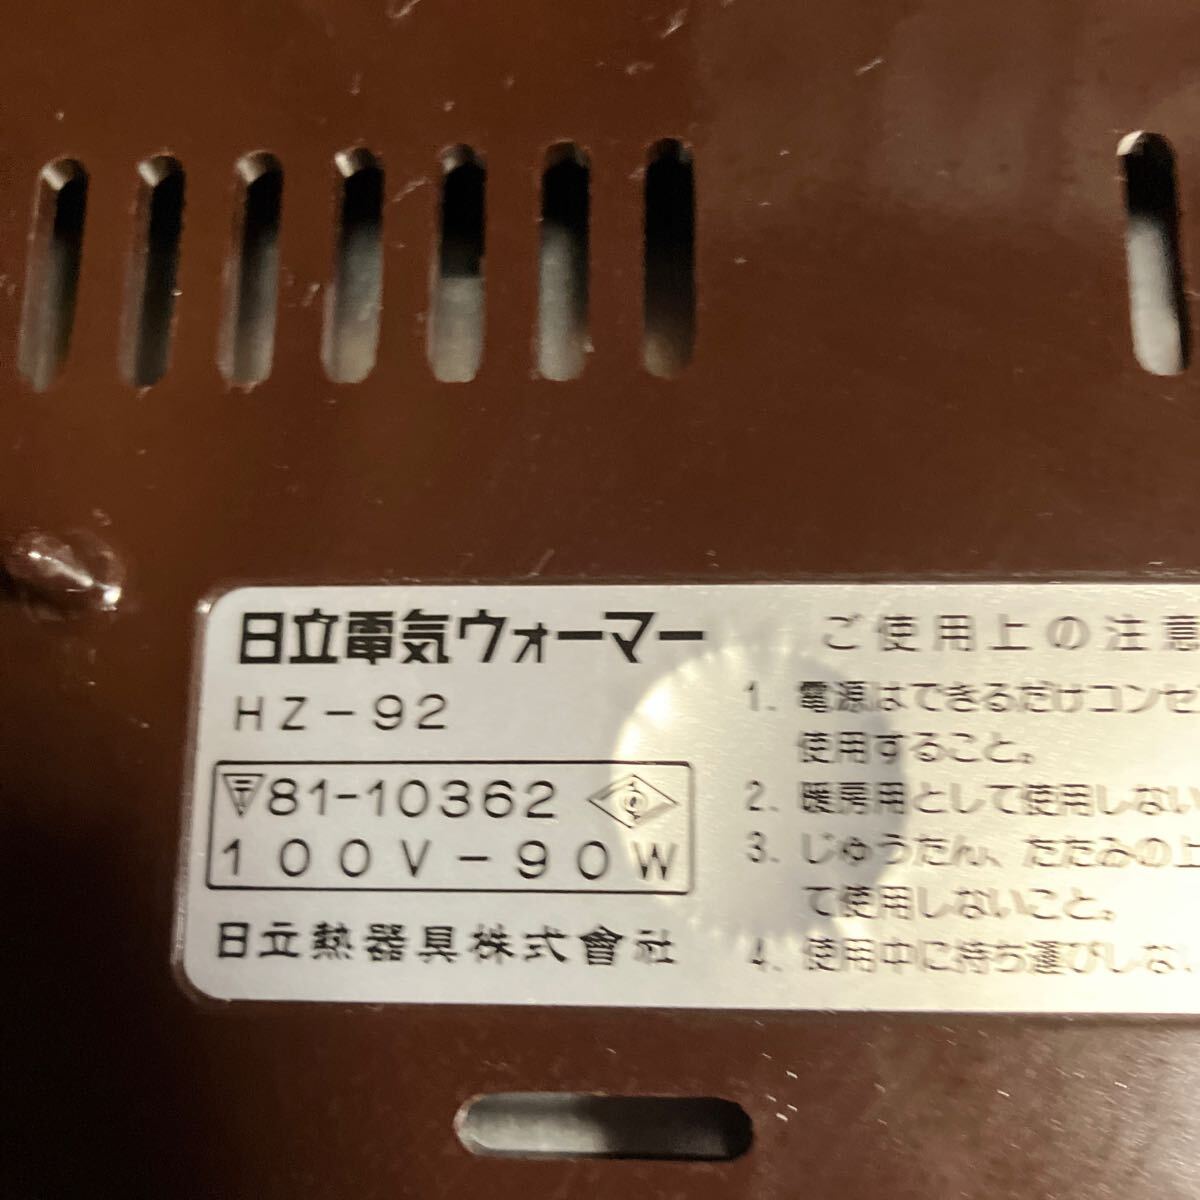 日立電気ウォーマー
HZ-92
〒81-10362
100V-90W
日立熱器具株式會社
ご使用上の注意
1. 電源はできるだけコンセ
使用すること。
2. 暖房用として使用しない
3. じゅうたん、たたみの上
て使用しないこと。
4. 使用中に持ち運びしな